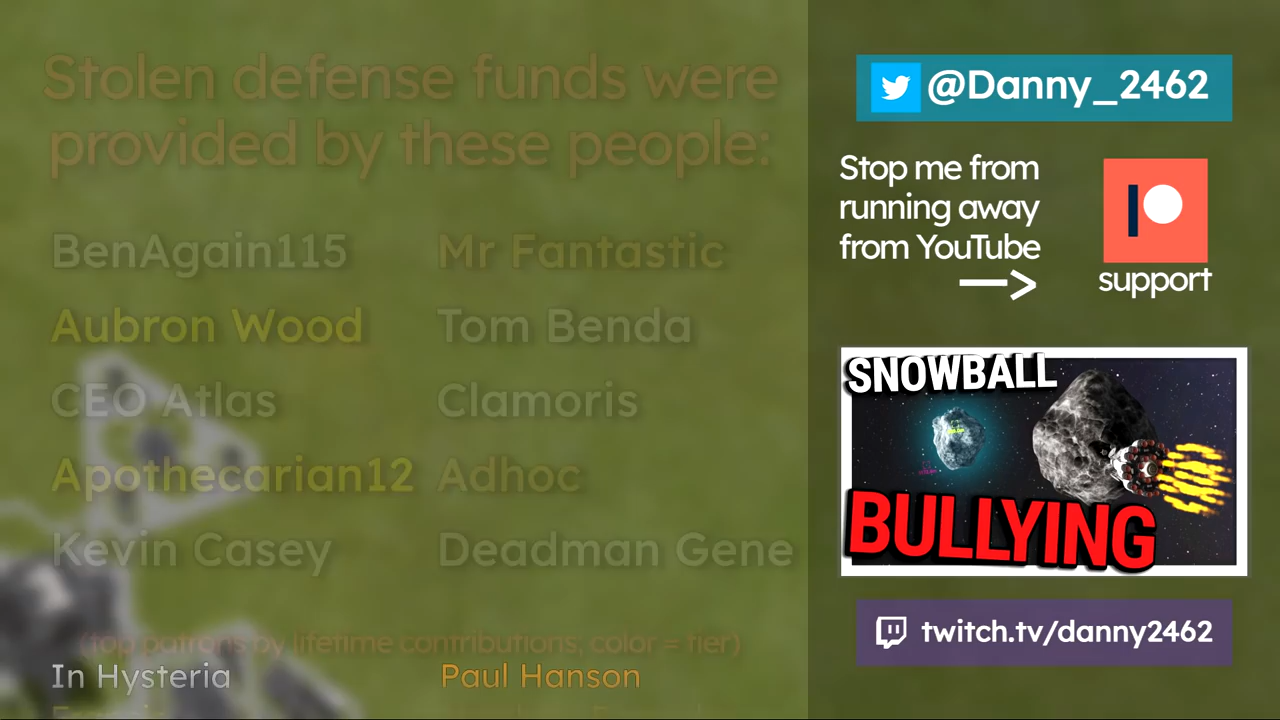 Stolen defense funds were
provided by these people:
BenAgain115
Mr Fantastic
Aubron Wood
Tom Benda
CEO Atlas
Clamoris
Apothecarian12
Adhoc
Kevin Casey
Deadman Gene
(top patrons by lifetime contributions; color = tier)
In Hysteria
Paul Hanson
@Danny_2462
Stop me from
running away
from YouTube
support
SNOWBALL
BULLYING
twitch.tv/danny2462